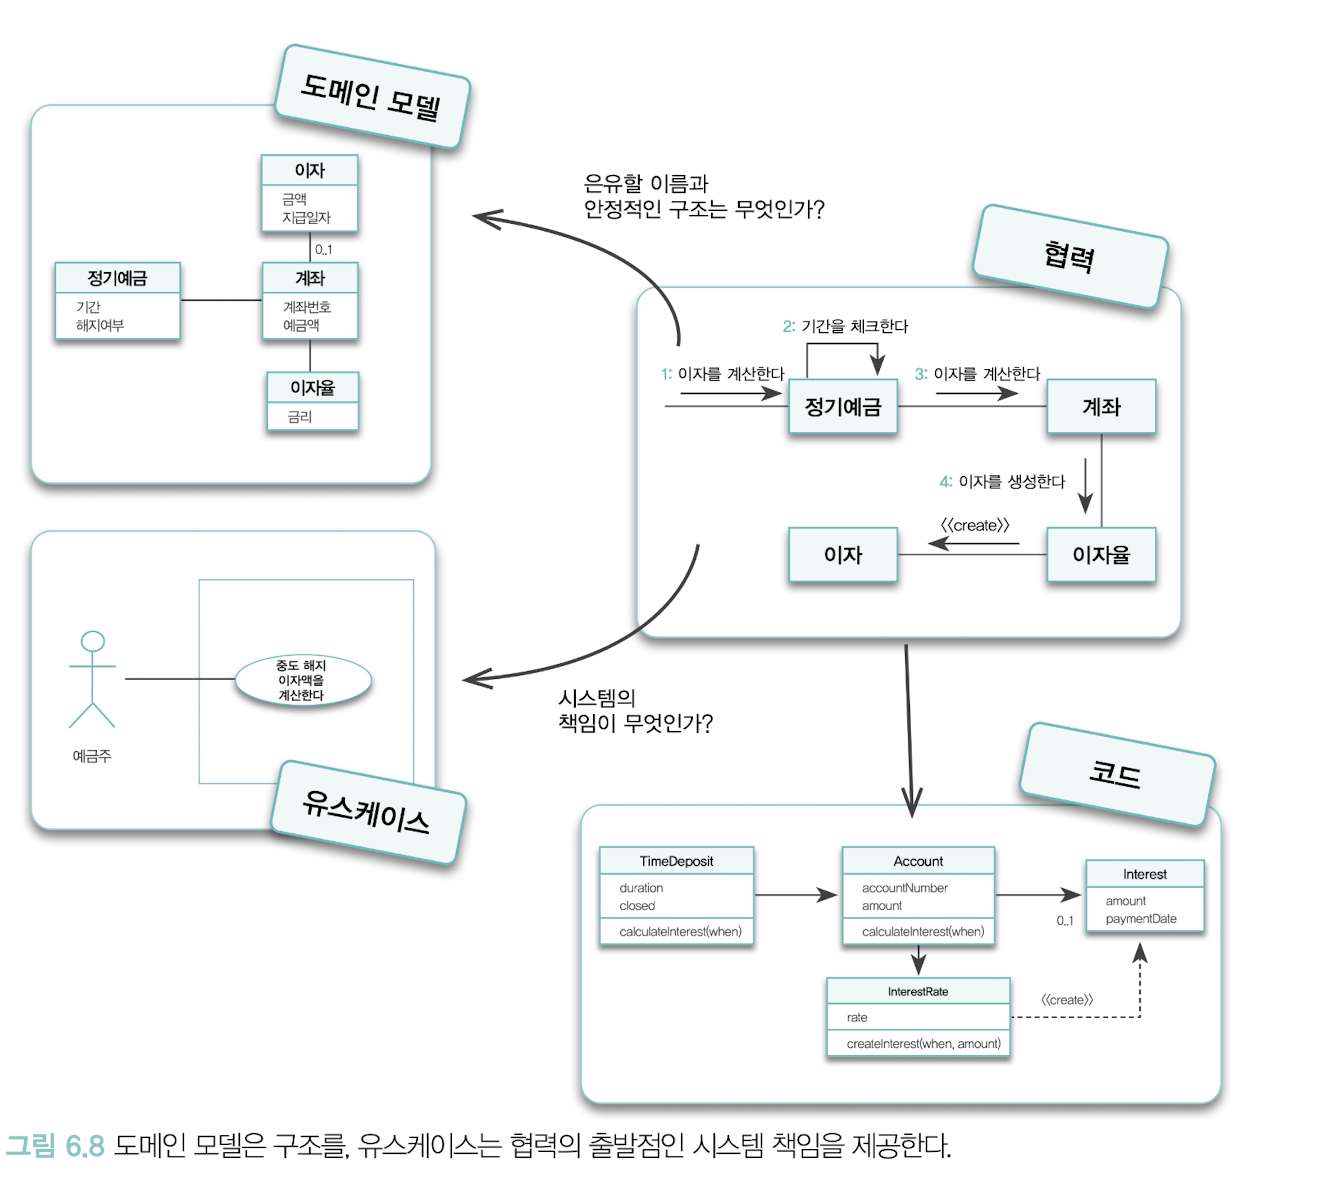 도메인 모델
이자
금액
지급일자
0..1
정기예금
기간
해지여부
계좌
계좌번호
예금액
이자율
금리
은유할 이름과
안정적인 구조는 무엇인가?
협력
2: 기간을 체크한다
1: 이자를 계산한다
3: 이자를 계산한다
정기예금
계좌
4: 이자를 생성한다
<<create>>
이자
이자율
중도 해지
이자액을
계산한다
예금주
유스케이스
시스템의
책임이 무엇인가?
코드
TimeDeposit
duration
closed
calculateInterest(when)
Account
accountNumber
amount
calculateInterest(when)
Interest
amount
paymentDate
0..1
InterestRate
rate
createInterest(when, amount)
<<create>>
그림 6.8 도메인 모델은 구조를, 유스케이스는 협력의 출발점인 시스템 책임을 제공한다.